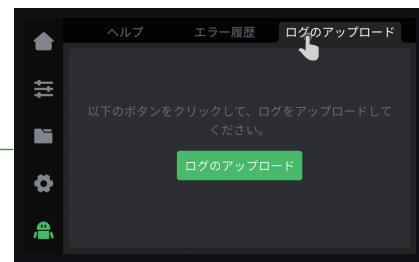 ヘルプ エラー履歴 ログのアップロード
以下のボタンをクリックして、ログをアップロードして
ください。
ログのアップロード